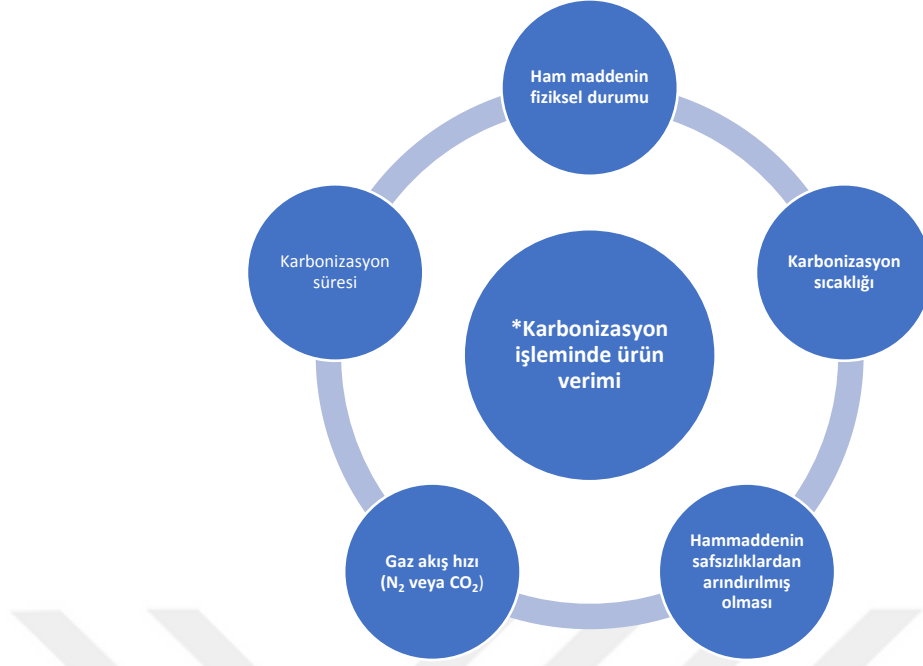 Ham maddenin
fiziksel durumu
Karbonizasyon
sıcaklığı
Hammaddenin
safsızlıklardan
arındırılmış
olması
Gaz akış hızı
(N₂ veya CO₂)
Karbonizasyon
süresi
*Karbonizasyon
işleminde ürün
verimi